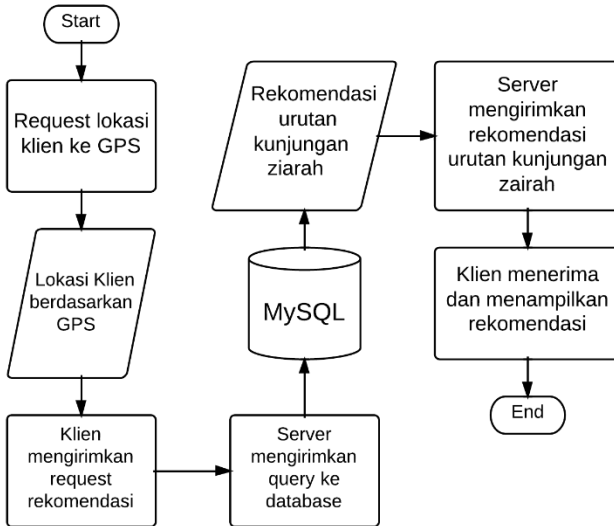 Start
Request lokasi
klien ke GPS
Lokasi Klien
berdasarkan
GPS
Klien
mengirimkan
request
rekomendasi
Server
mengirimkan
query ke
database
MySQL
Rekomendasi
urutan
kunjungan
ziarah
Server
mengirimkan
rekomendasi
urutan kunjungan
zairah
Klien menerima
dan menampilkan
rekomendasi
End